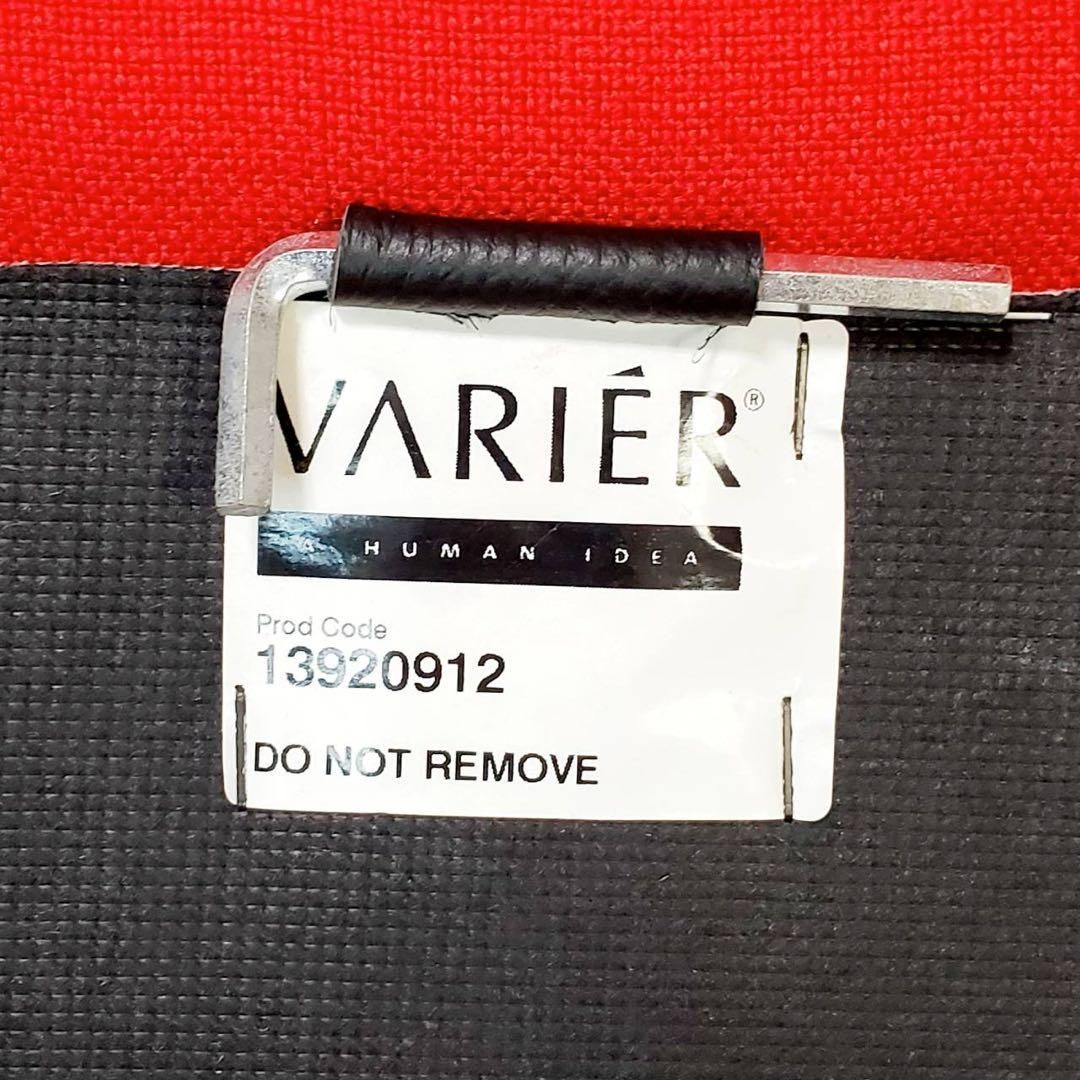 VARIÉR®
A HUMAN IDEA
Prod Code
13920912
DO NOT REMOVE